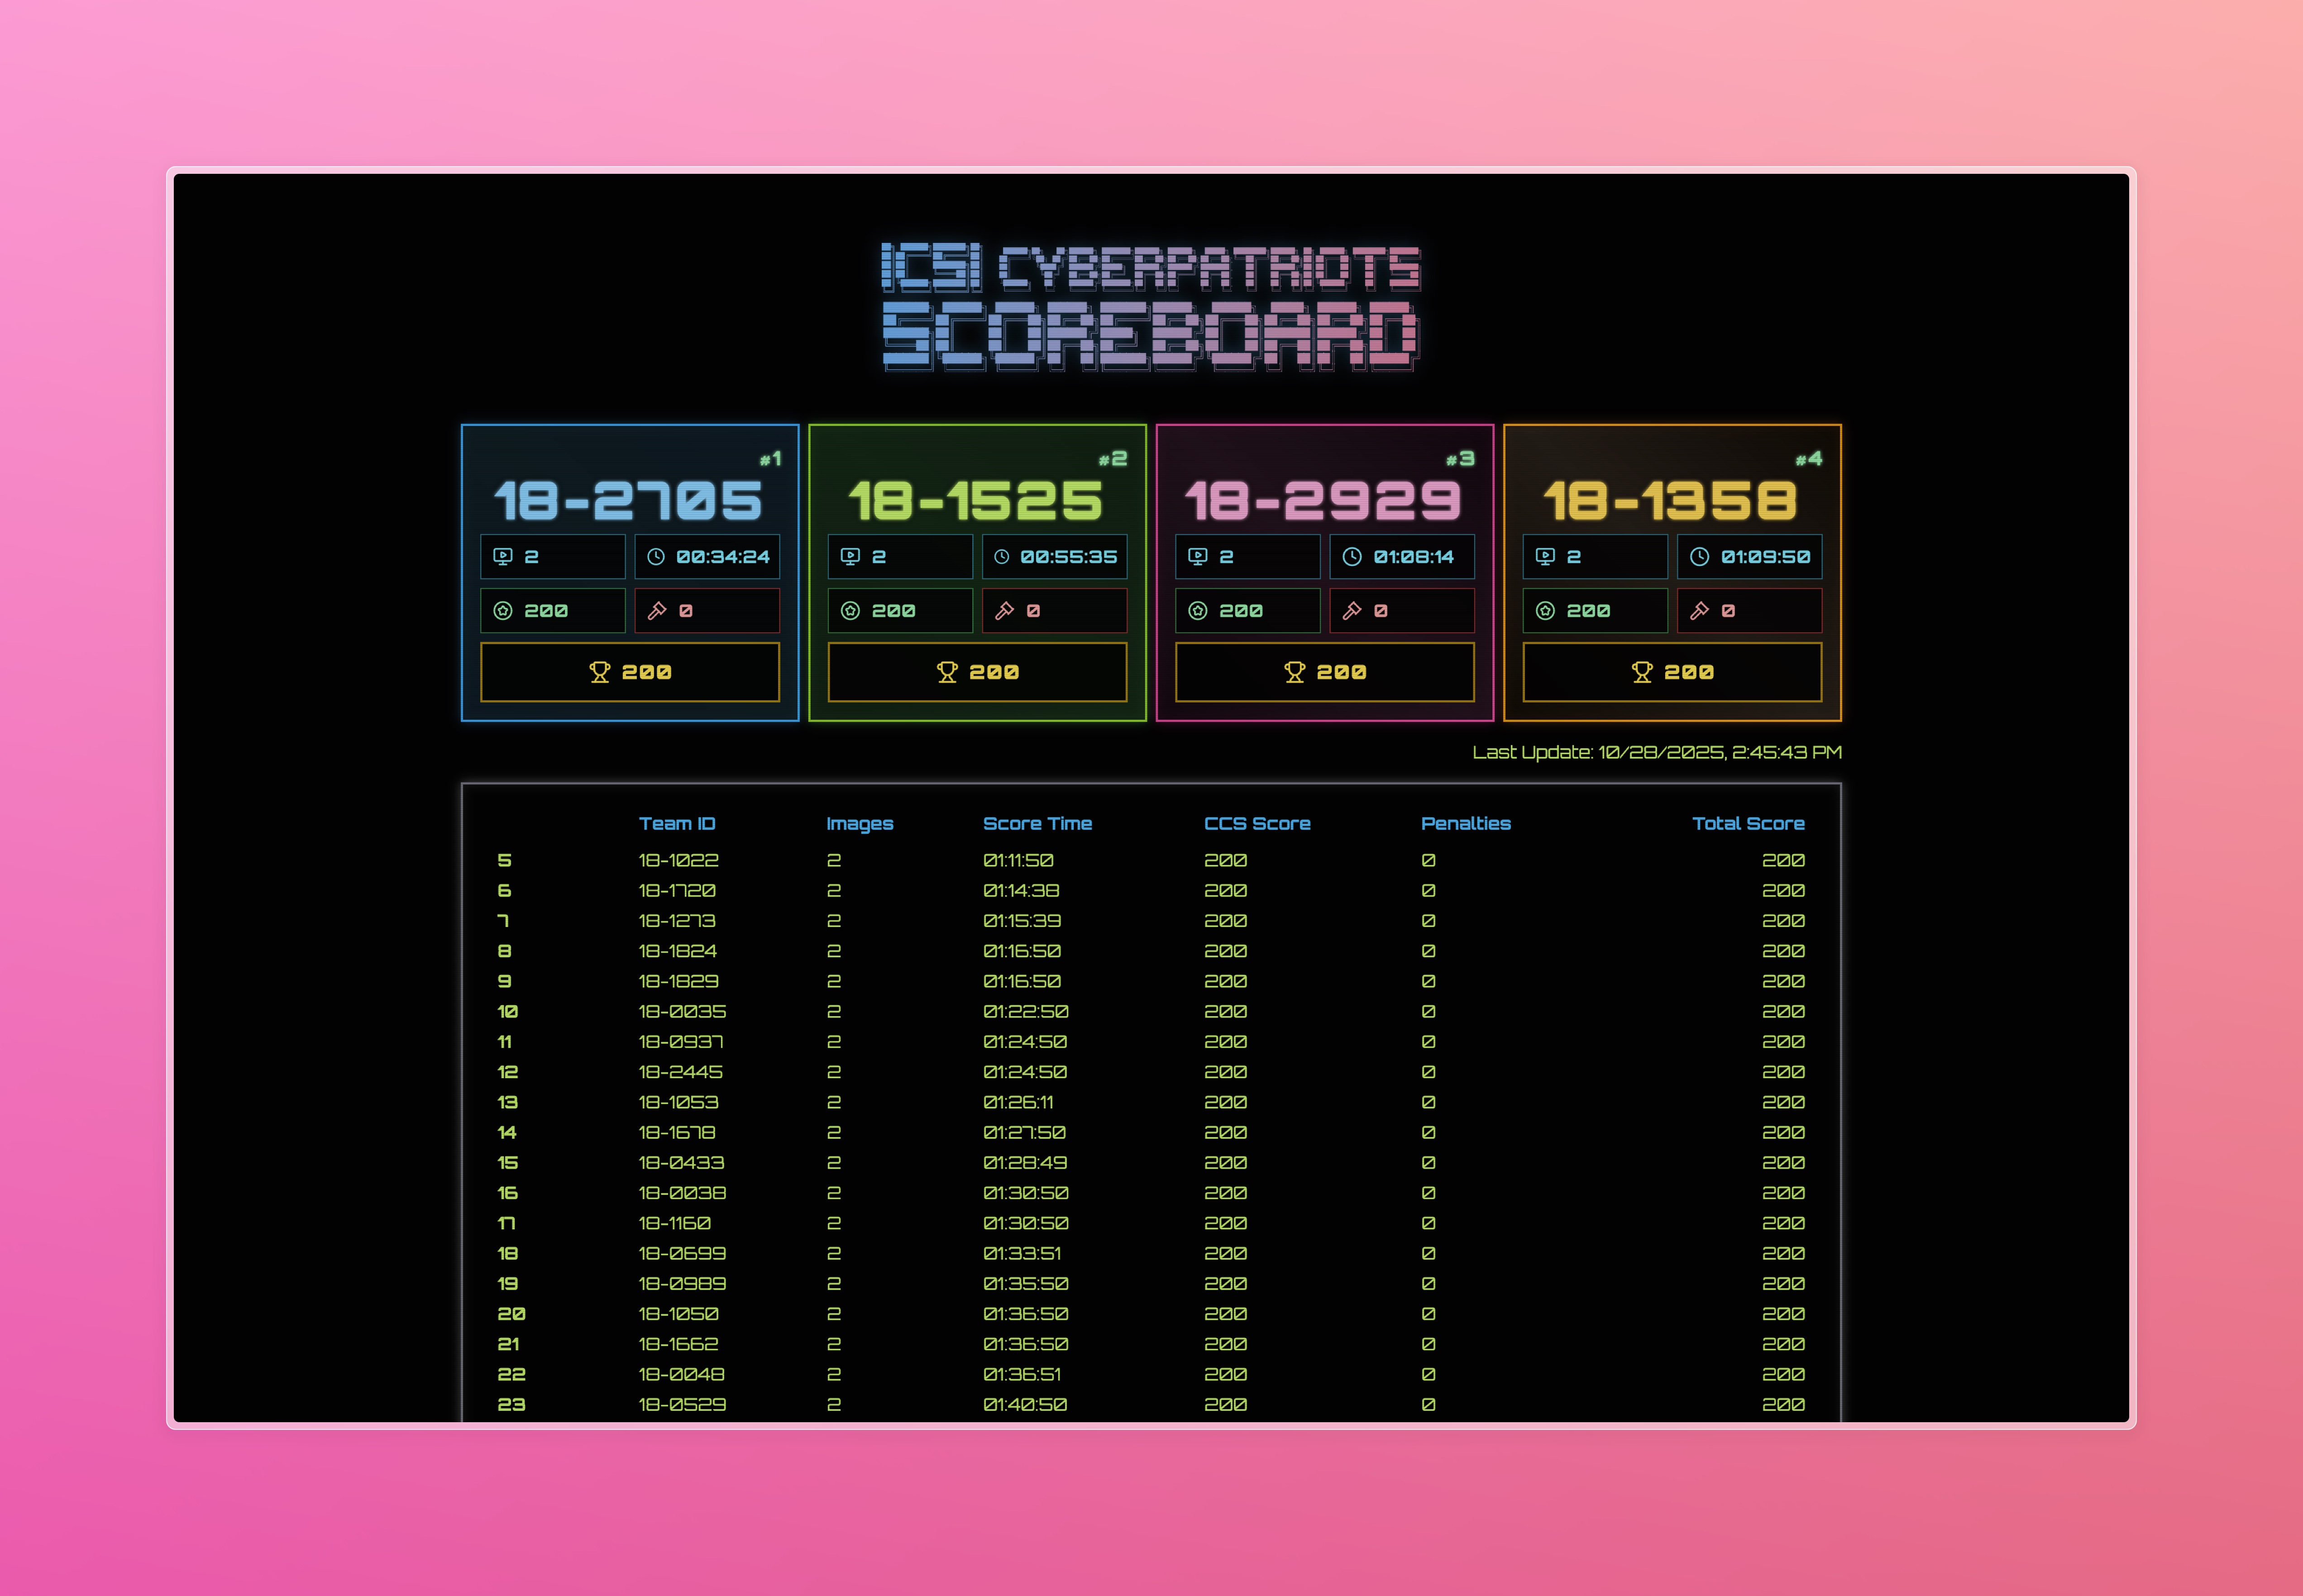 ICSI CYBERPATRIOTS
SCOREBOARD
#1
18-2705
2 00:34:24
200 0
200
#2
18-1525
2 00:55:35
200 0
200
#3
18-2929
2 01:08:14
200 0
200
#4
18-1358
2 01:09:50
200 0
200
Last Update: 10/28/2025, 2:45:43 PM
Team ID Images Score Time CCS Score Penalties Total Score
5 18-1022 2 01:11:50 200 0 200
6 18-1720 2 01:14:38 200 0 200
7 18-1273 2 01:15:39 200 0 200
8 18-1824 2 01:16:50 200 0 200
9 18-1829 2 01:16:50 200 0 200
10 18-0035 2 01:22:50 200 0 200
11 18-0937 2 01:24:50 200 0 200
12 18-2445 2 01:24:50 200 0 200
13 18-1053 2 01:26:11 200 0 200
14 18-1678 2 01:27:50 200 0 200
15 18-0433 2 01:28:49 200 0 200
16 18-0038 2 01:30:50 200 0 200
17 18-1160 2 01:30:50 200 0 200
18 18-0699 2 01:33:51 200 0 200
19 18-0989 2 01:35:50 200 0 200
20 18-1050 2 01:36:50 200 0 200
21 18-1662 2 01:36:50 200 0 200
22 18-0048 2 01:36:51 200 0 200
23 18-0529 2 01:40:50 200 0 200